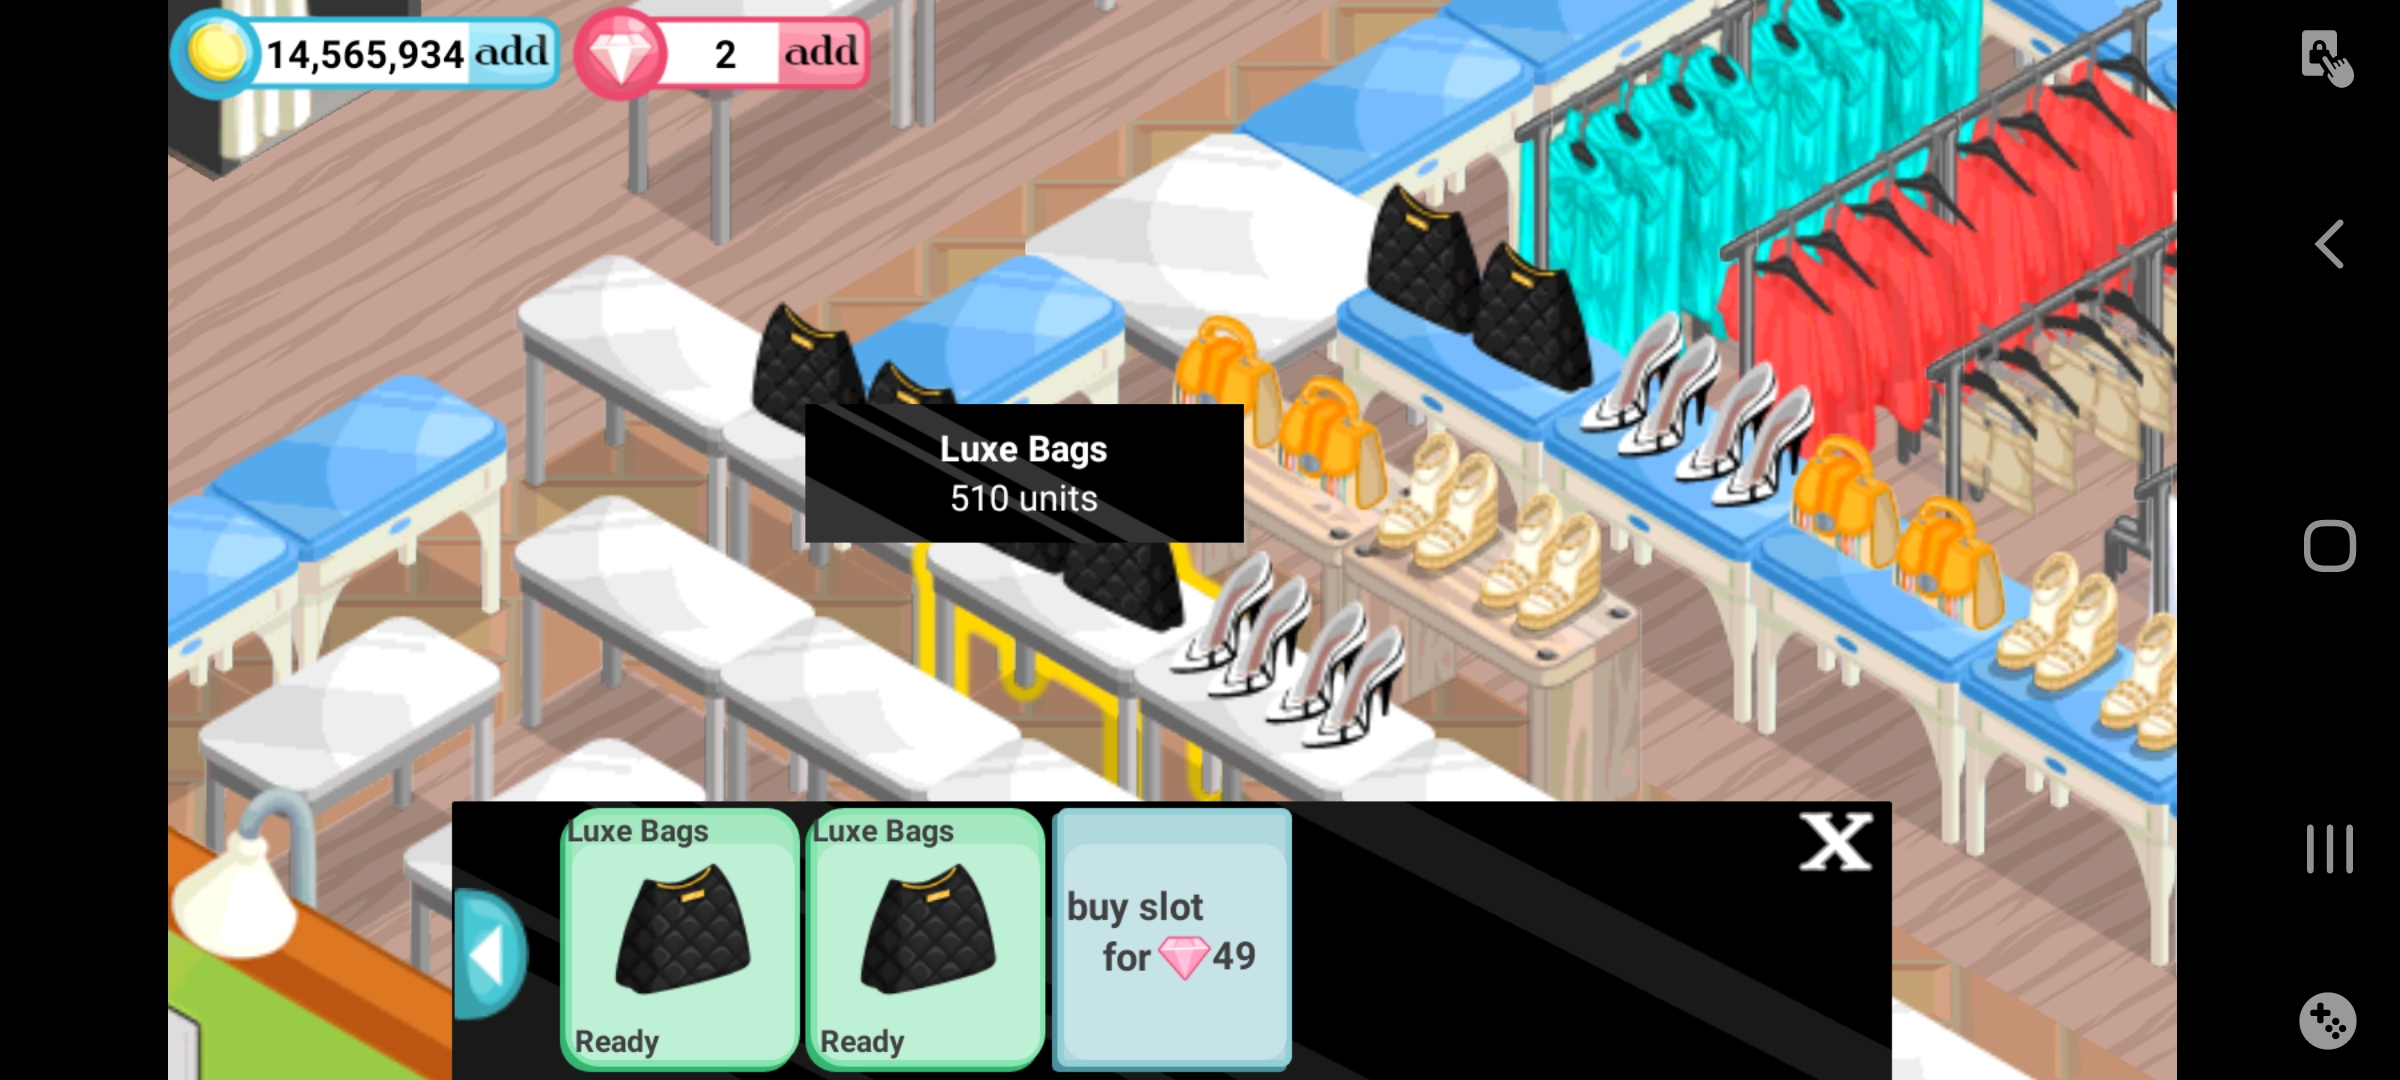 14,565,934 add
2 add
Luxe Bags
510 units
Luxe Bags
Ready
Luxe Bags
Ready
buy slot
for 49
X